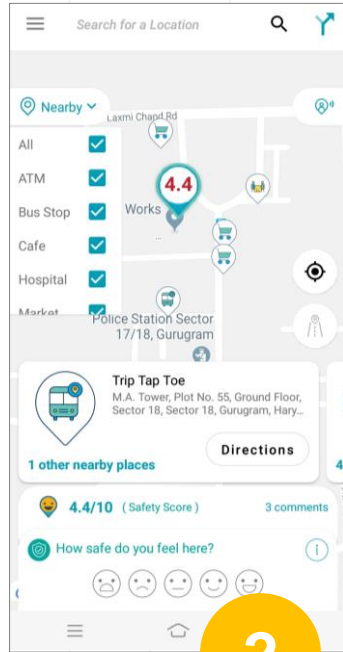 Search for a Location
Nearby
Laxmi Chand Rd
All
ATM
4.4
Bus Stop
Works
Cafe
Hospital
Market
Police Station Sector
17/18, Gurugram
Trip Tap Toe
M.A. Tower, Plot No. 55, Ground Floor,
Sector 18, Sector 18, Gurugram, Hary...
Directions
1 other nearby places
4
4.4/10 ( Safety Score )
3 comments
How safe do you feel here?